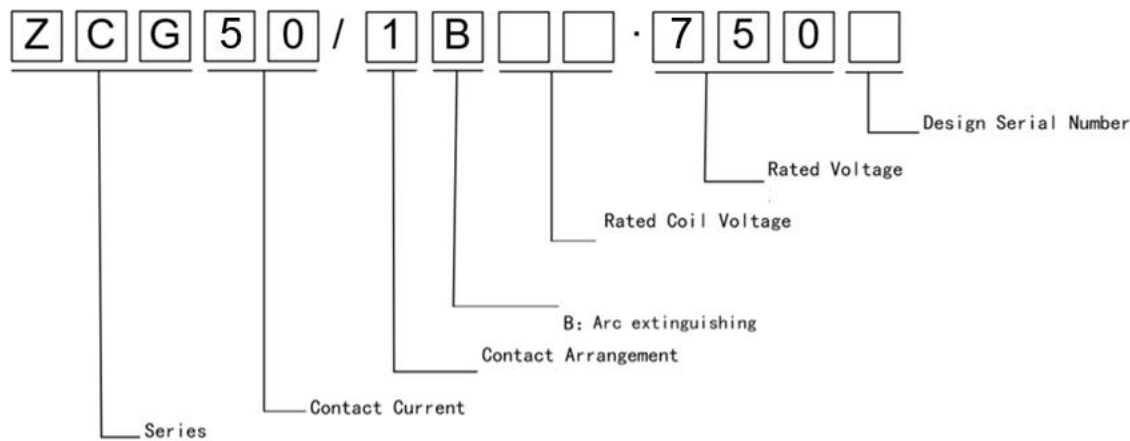 ZCG50/1B·750
Design Serial Number
Rated Voltage
Rated Coil Voltage
B: Arc extinguishing
Contact Arrangement
Contact Current
Series